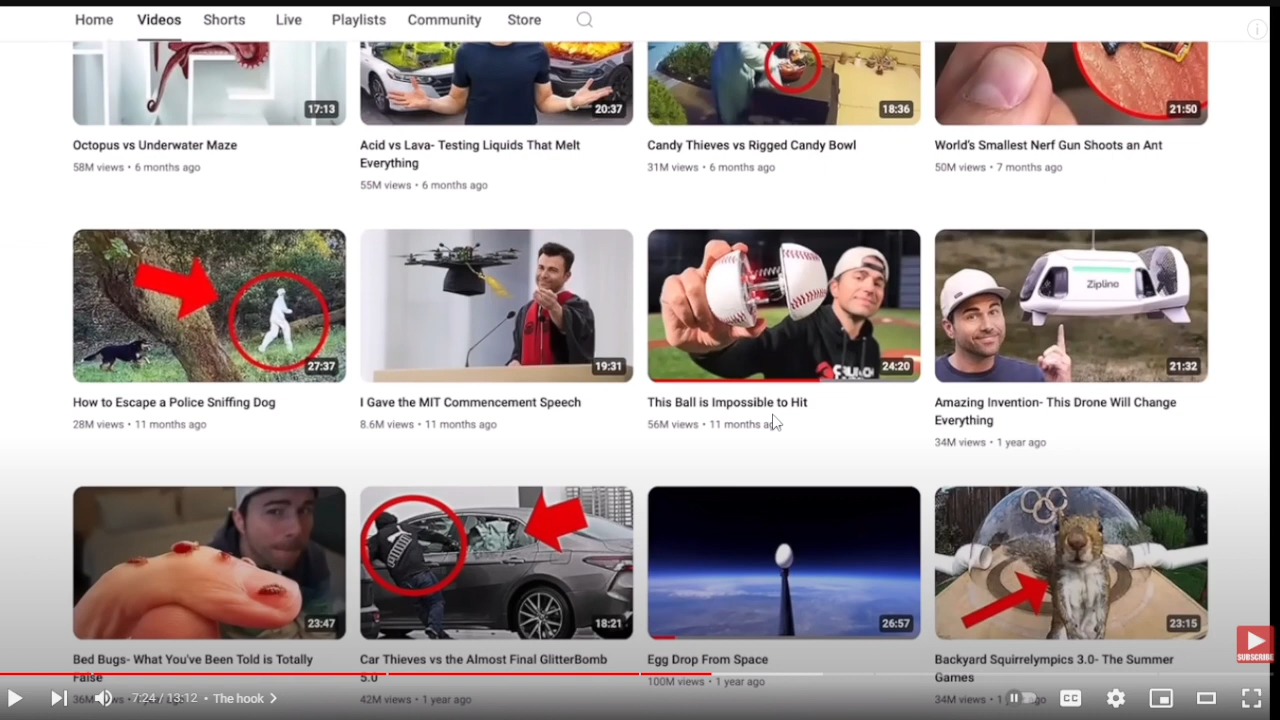 Home Videos Shorts Live Playlists Community Store
17:13
20:37
18:36
21:50
Octopus vs Underwater Maze
58M views • 6 months ago
Acid vs Lava- Testing Liquids That Melt
Everything
55M views • 6 months ago
Candy Thieves vs Rigged Candy Bowl
31M views • 6 months ago
World's Smallest Nerf Gun Shoots an Ant
50M views • 7 months ago
27:37
19:31
24:20
Zipline
21:32
How to Escape a Police Sniffing Dog
28M views • 11 months ago
I Gave the MIT Commencement Speech
8.6M views • 11 months ago
This Ball is Impossible to Hit
56M views • 11 months ago
Amazing Invention- This Drone Will Change
Everything
34M views • 1 year ago
23:47
18:21
26:57
23:15
Bed Bugs- What You've Been Told is Totally
False
36M views • 1 year ago
Car Thieves vs the Almost Final GlitterBomb
5.0
42M views • 1 year ago
Egg Drop From Space
100M views • 1 year ago
Backyard Squirrelympics 3.0- The Summer
Games
34M views • 1 year ago
SUBSCRIBE
7:24 / 13:12 • The hook
CC